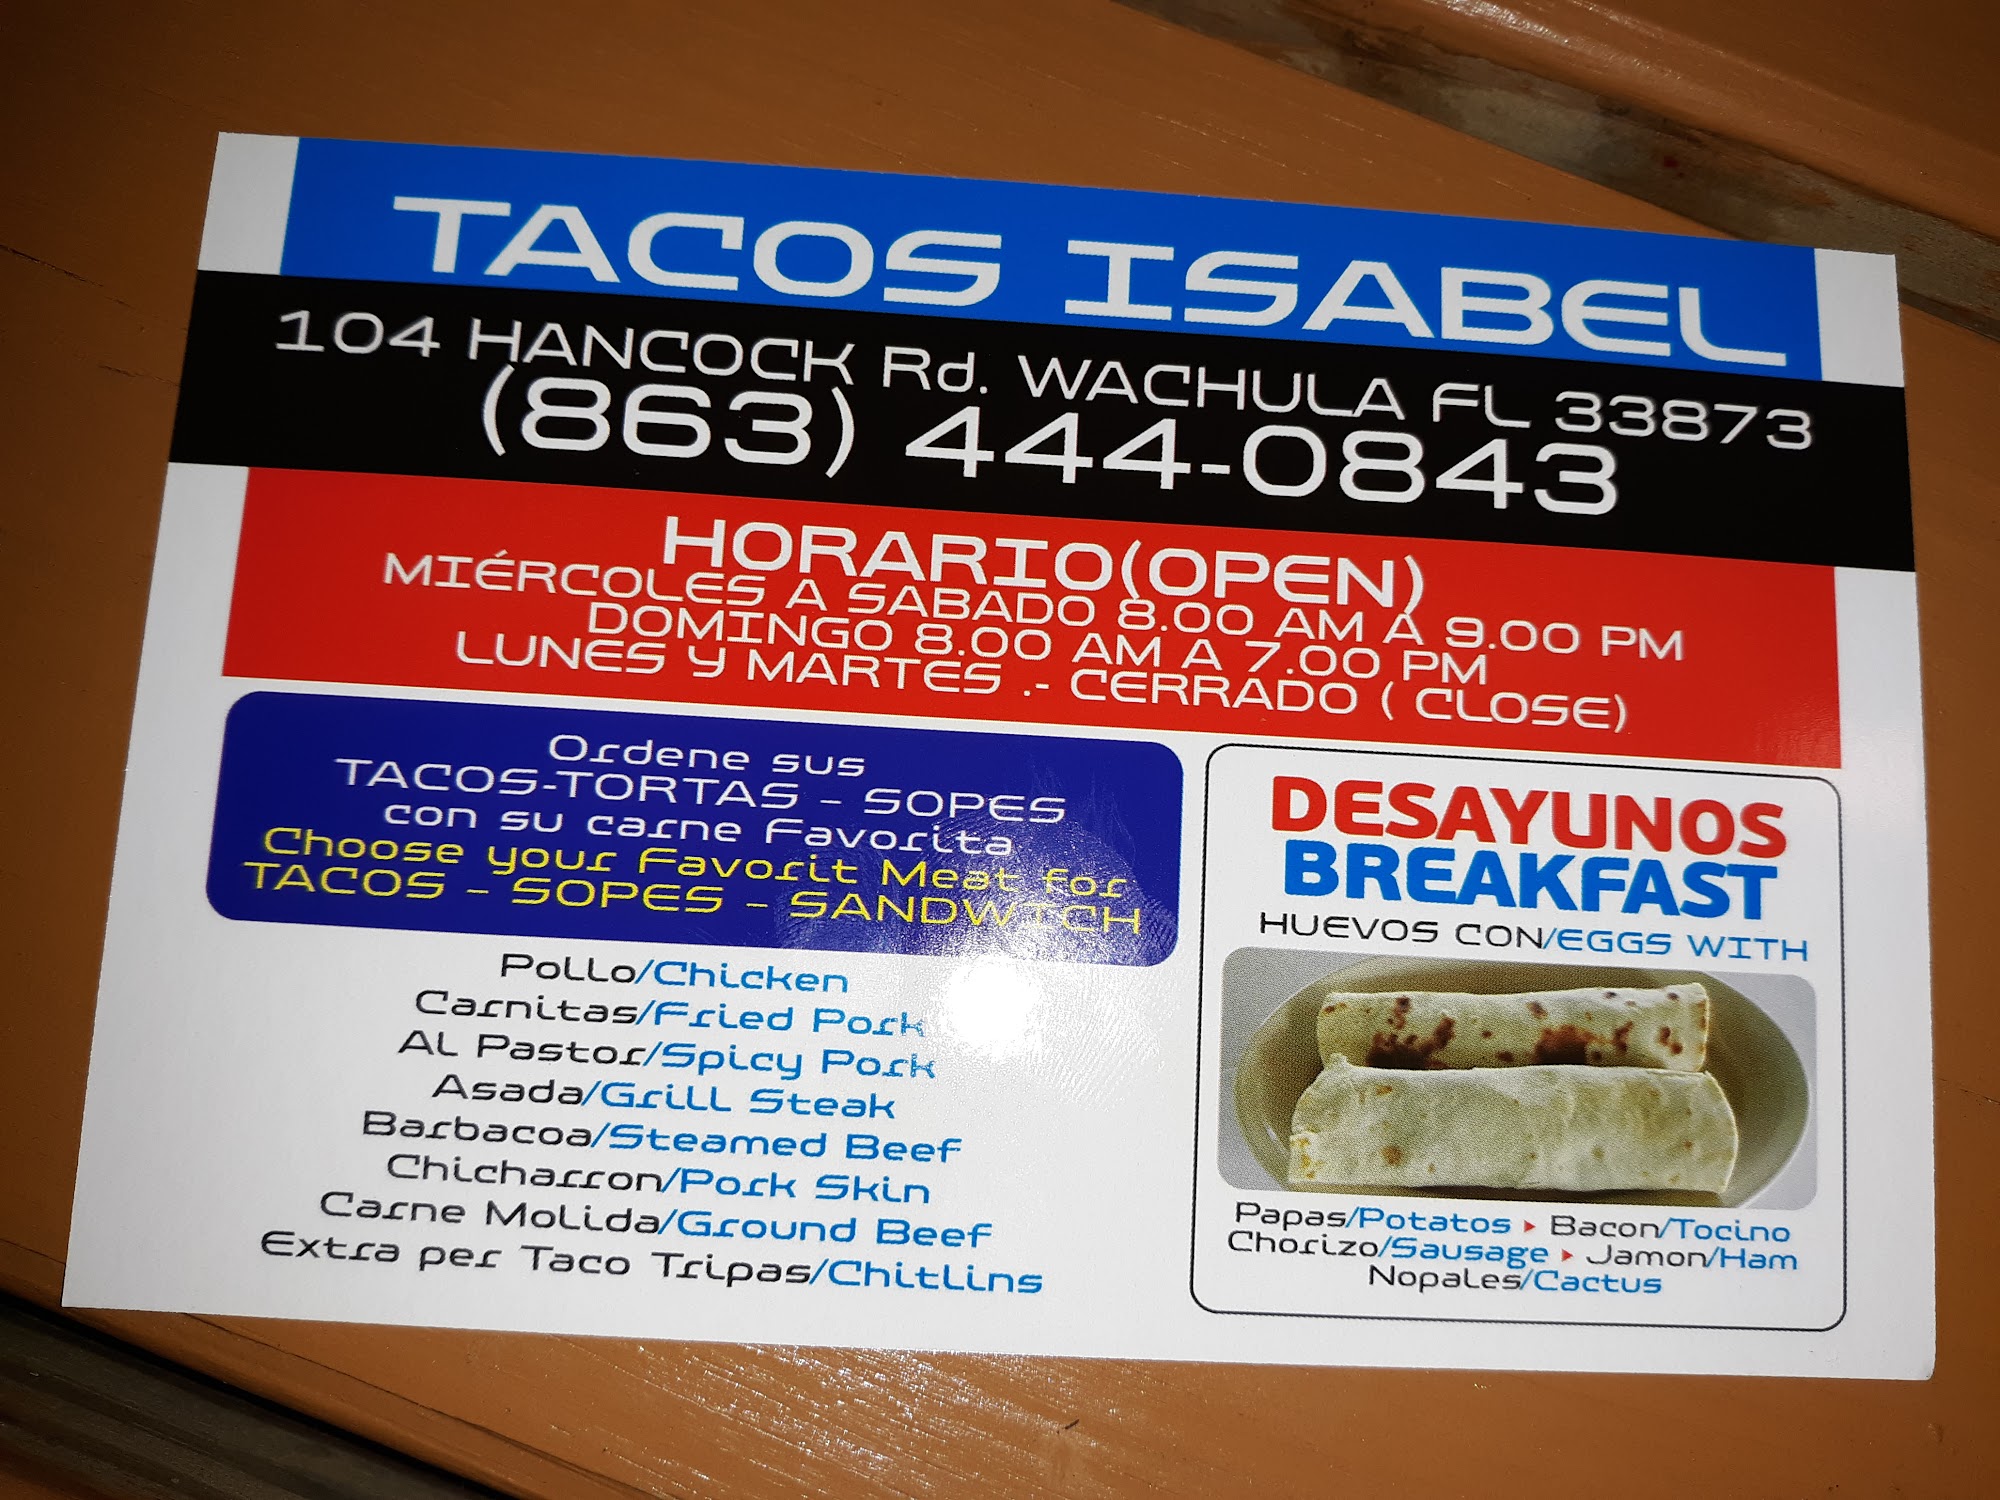 TACOS ISABEL
104 HANCOCK Rd. WACHULA FL 33873
(863) 444-0843
HORARIO(OPEN)
MIÉRCOLES A SABADO 8.00 AM A 9.00 PM
DOMINGO 8.00 AM A 7.00 PM
LUNES Y MARTES .- CERRADO ( CLOSE)
Ordene sus
TACOS-TORTAS - SOPES
con su carne Favorita
Choose your Favorit Meat for
TACOS - SOPES - SANDWICH
Pollo/Chicken
Carnitas/Fried Pork
AL Pastor/Spicy Pork
Asada/Grill Steak
Barbacoa/Steamed Beef
Chicharron/Pork Skin
Carne Molida/Ground Beef
Extra per Taco Tripas/Chitlins
DESAYUNOS
BREAKFAST
HUEVOS CON/EGGS WITH
Papas/Potatos ▸ Bacon/Tocino
Chorizo/Sausage ▸ Jamon/Ham
Nopales/Cactus